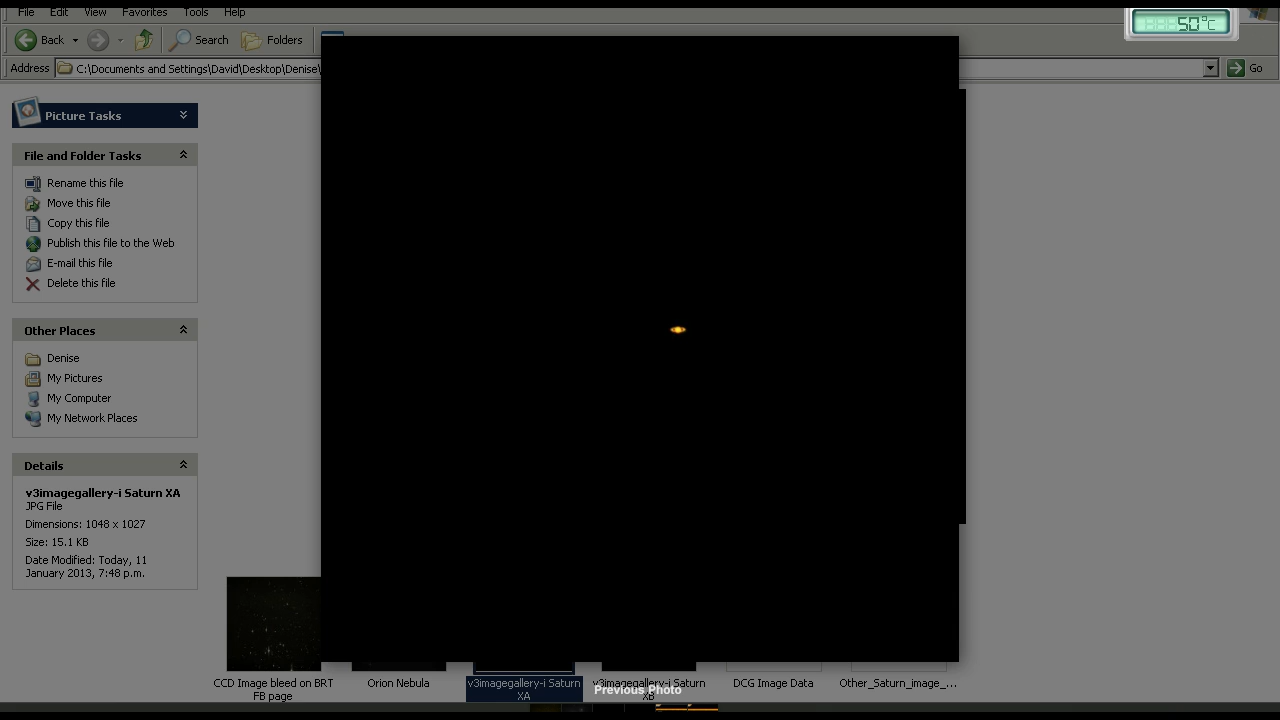 File Edit View Favorites Tools Help
50°C
Back Search Folders
Address C:\Documents and Settings\David\Desktop\Denise\ Go
Picture Tasks
File and Folder Tasks
Rename this file
Move this file
Copy this file
Publish this file to the Web
E-mail this file
Delete this file
Other Places
Denise
My Pictures
My Computer
My Network Places
Details
v3imagegallery-i Saturn XA
JPG File
Dimensions: 1048 x 1027
Size: 15.1 KB
Date Modified: Today, 11
January 2013, 7:48 p.m.
CCD Image bleed on BRT
FB page
Orion Nebula
v3imagegallery-i Saturn
XA
v3imagegallery-i Saturn
XB
Previous Photo
DCG Image Data
Other_Saturn_image_...